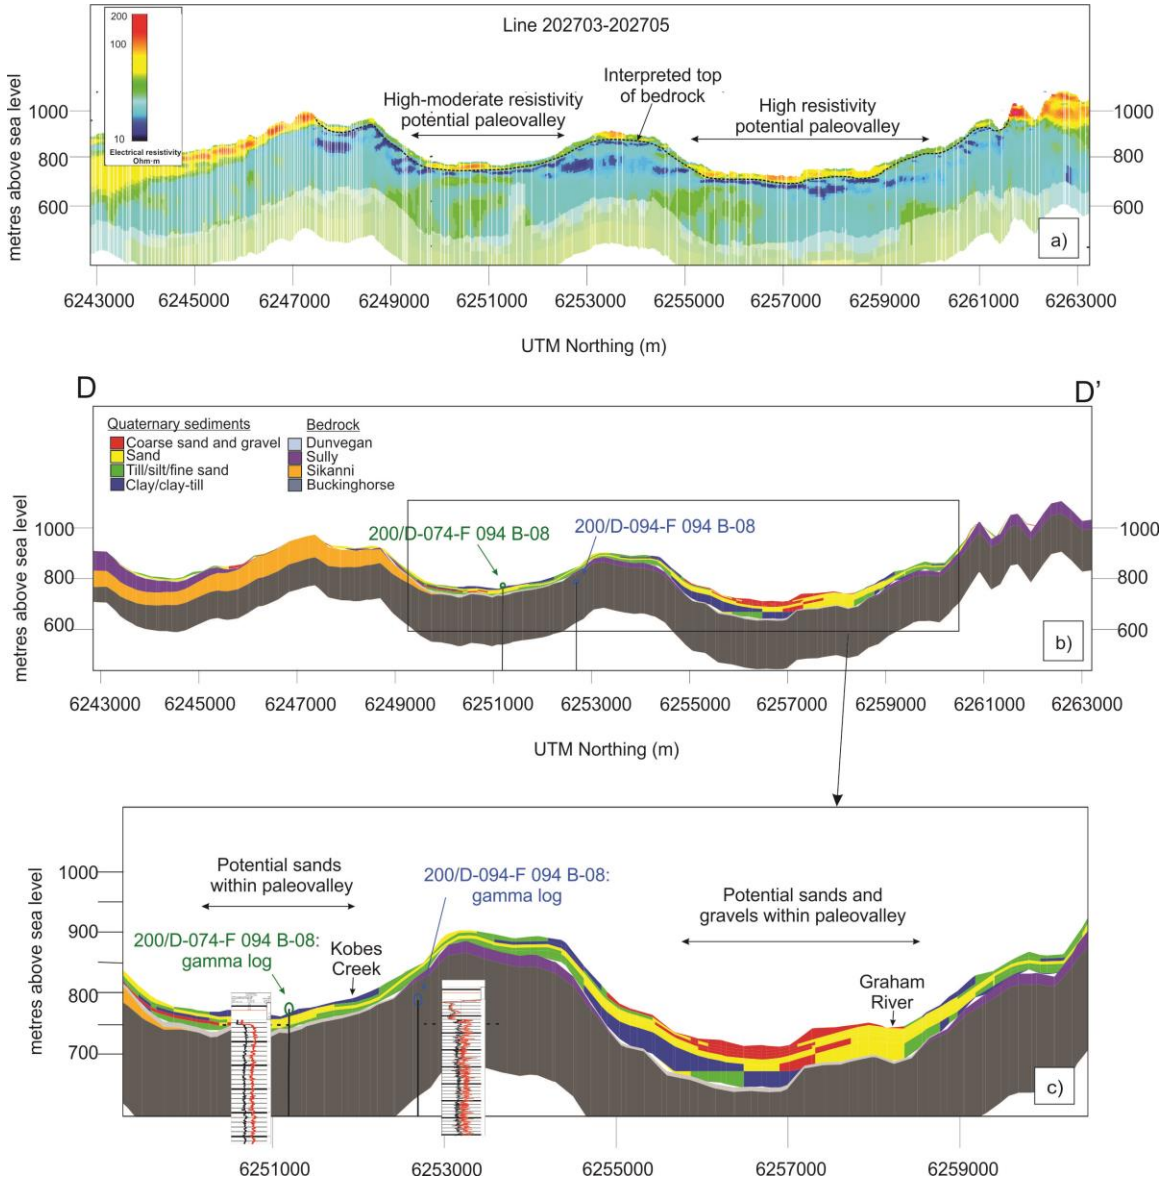 Line 202703-202705
200
100
10
Electrical resistivity
Ohm·m
High-moderate resistivity
potential paleovalley
Interpreted top
of bedrock
High resistivity
potential paleovalley
metres above sea level
1000
800
600
1000
800
600
a)
6243000 6245000 6247000 6249000 6251000 6253000 6255000 6257000 6259000 6261000 6263000
UTM Northing (m)
D
D'
Quaternary sediments
Coarse sand and gravel
Sand
Till/silt/fine sand
Clay/clay-till
Bedrock
Dunvegan
Sully
Sikanni
Buckinghorse
200/D-074-F 094 B-08
200/D-094-F 094 B-08
metres above sea level
1000
800
600
1000
800
600
b)
6243000 6245000 6247000 6249000 6251000 6253000 6255000 6257000 6259000 6261000 6263000
UTM Northing (m)
metres above sea level
1000
900
800
700
Potential sands
within paleovalley
200/D-094-F 094 B-08:
gamma log
200/D-074-F 094 B-08:
gamma log
Kobes
Creek
Potential sands and
gravels within paleovalley
Graham
River
c)
6251000 6253000 6255000 6257000 6259000